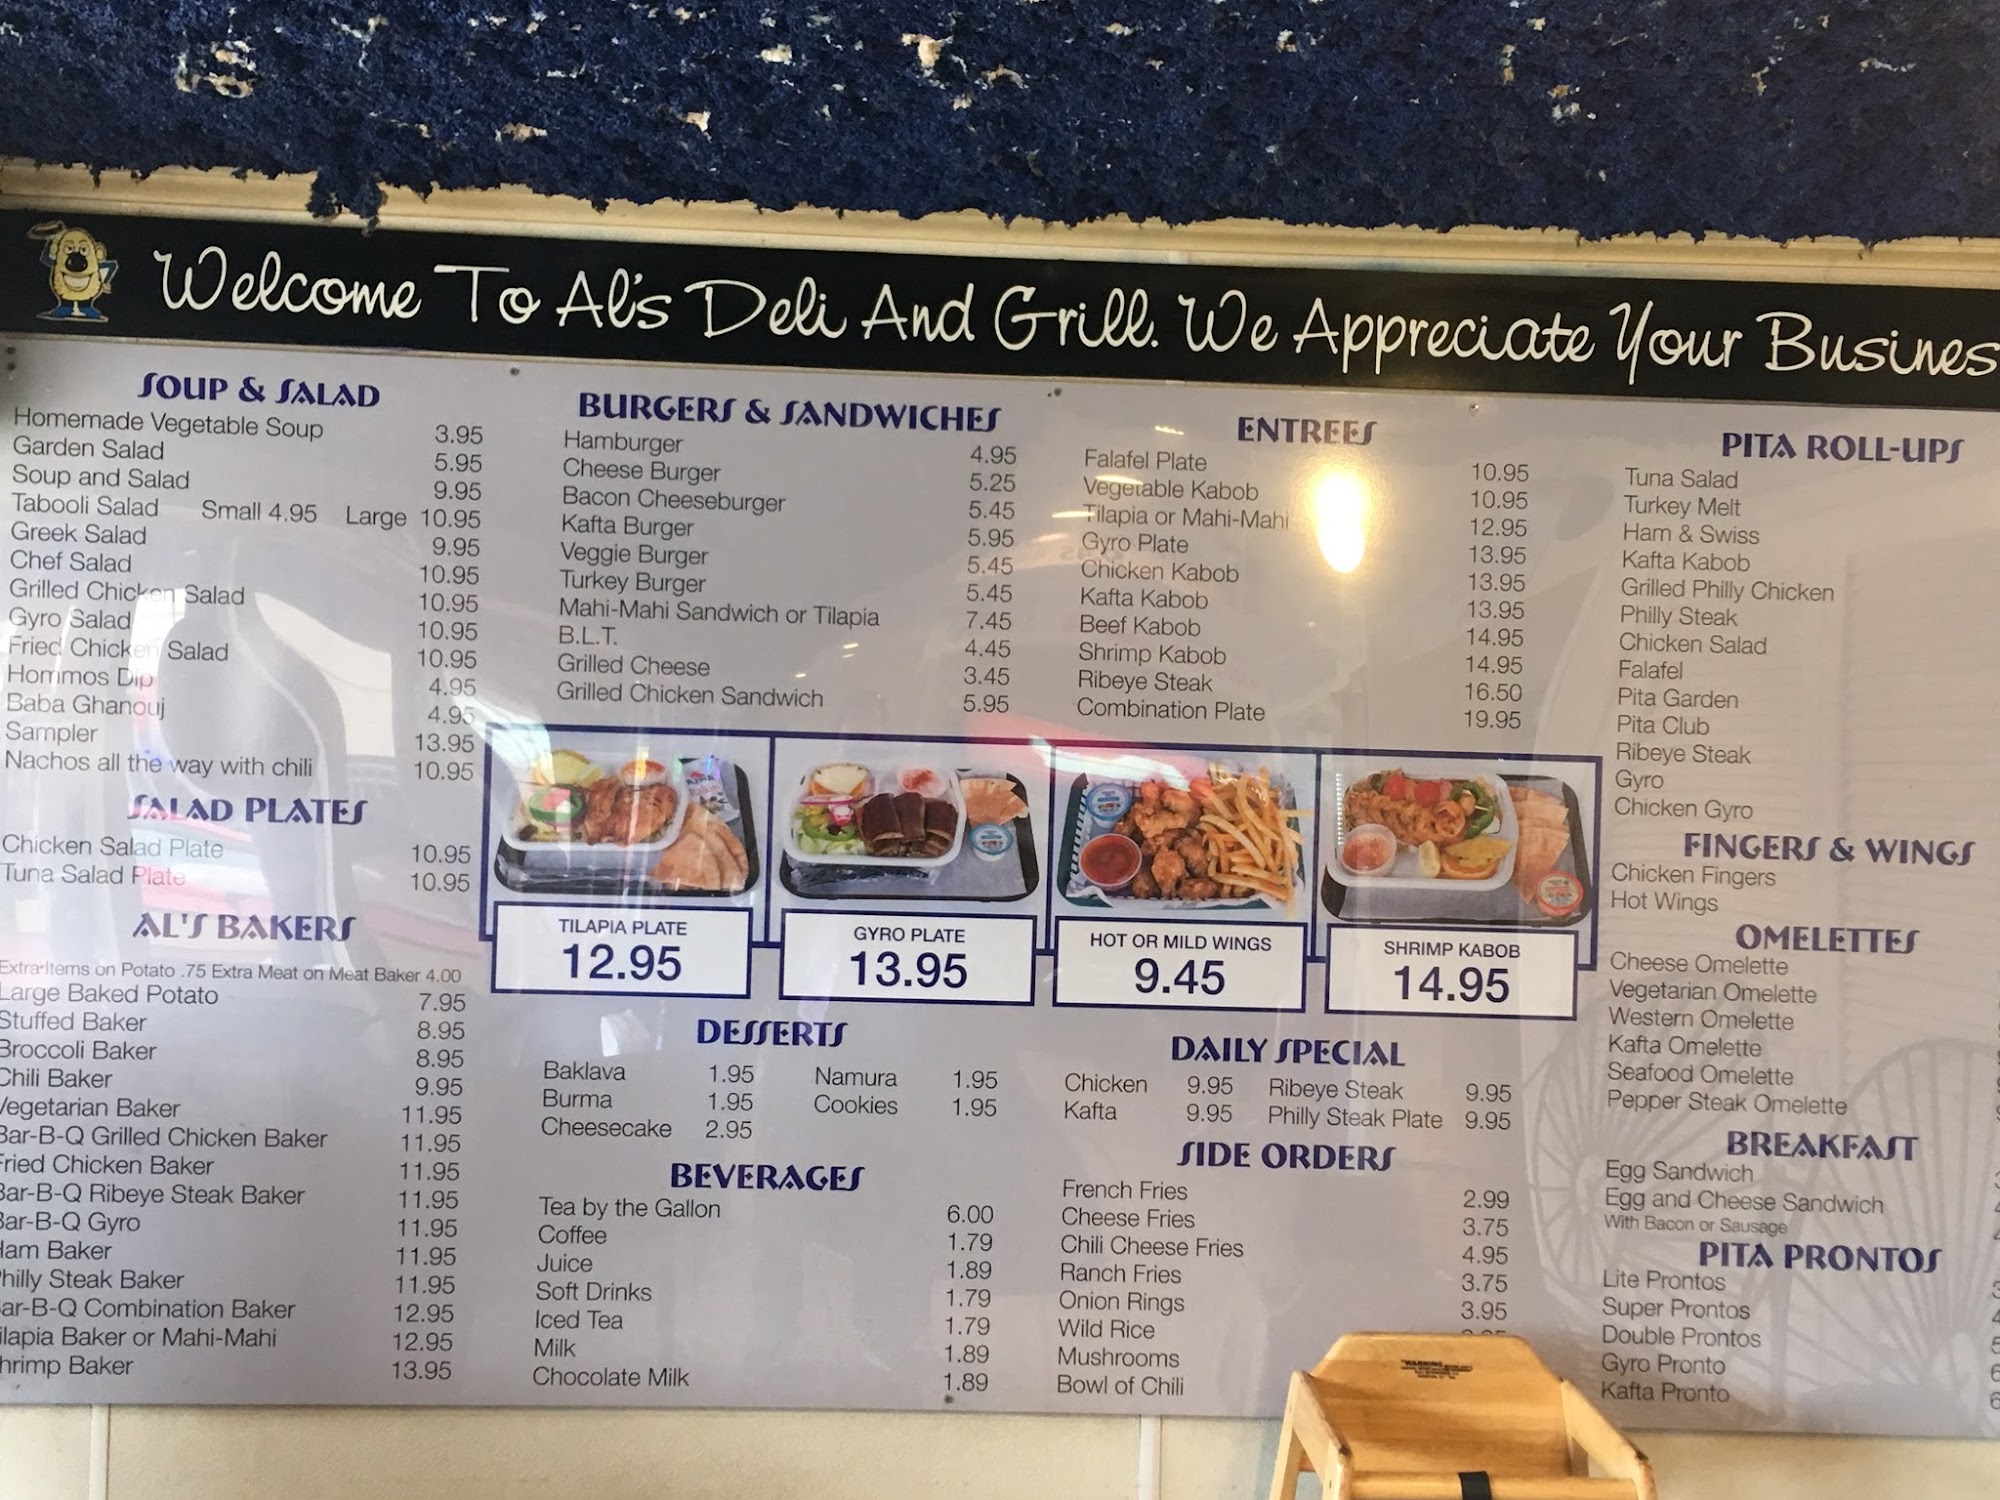 Welcome To Al's Deli And Grill. We Appreciate Your Busines
SOUP & SALAD
Homemade Vegetable Soup 3.95
Garden Salad 5.95
Soup and Salad 9.95
Tabooli Salad Small 4.95 Large 10.95
Greek Salad 9.95
Chef Salad 10.95
Grilled Chicken Salad 10.95
Gyro Salad 10.95
Fried Chicken Salad 10.95
Hommos Dip 4.95
Baba Ghanouj 4.95
Sampler 13.95
Nachos all the way with chili 10.95
SALAD PLATES
Chicken Salad Plate 10.95
Tuna Salad Plate 10.95
AL'S BAKERS
Extra Items on Potato .75 Extra Meat on Meat Baker 4.00
Large Baked Potato 7.95
Stuffed Baker 8.95
Broccoli Baker 8.95
Chili Baker 9.95
Vegetarian Baker 11.95
Bar-B-Q Grilled Chicken Baker 11.95
Fried Chicken Baker 11.95
Bar-B-Q Ribeye Steak Baker 11.95
Bar-B-Q Gyro 11.95
Ham Baker 11.95
hilly Steak Baker 11.95
ar-B-Q Combination Baker 12.95
ilapia Baker or Mahi-Mahi 12.95
hrimp Baker 13.95
BURGERS & SANDWICHES
Hamburger 4.95
Cheese Burger 5.25
Bacon Cheeseburger 5.45
Kafta Burger 5.95
Veggie Burger 5.45
Turkey Burger 5.45
Mahi-Mahi Sandwich or Tilapia 7.45
B.L.T. 4.45
Grilled Cheese 3.45
Grilled Chicken Sandwich 5.95
ENTREES
Falafel Plate 10.95
Vegetable Kabob 10.95
Tilapia or Mahi-Mahi 12.95
Gyro Plate 13.95
Chicken Kabob 13.95
Kafta Kabob 13.95
Beef Kabob 14.95
Shrimp Kabob 14.95
Ribeye Steak 16.50
Combination Plate 19.95
TILAPIA PLATE
12.95
GYRO PLATE
13.95
HOT OR MILD WINGS
9.45
SHRIMP KABOB
14.95
DESSERTS
Baklava 1.95 Namura 1.95
Burma 1.95 Cookies 1.95
Cheesecake 2.95
BEVERAGES
Tea by the Gallon 6.00
Coffee 1.79
Juice 1.89
Soft Drinks 1.79
Iced Tea 1.79
Milk 1.89
Chocolate Milk 1.89
DAILY SPECIAL
Chicken 9.95 Ribeye Steak 9.95
Kafta 9.95 Philly Steak Plate 9.95
SIDE ORDERS
French Fries 2.99
Cheese Fries 3.75
Chili Cheese Fries 4.95
Ranch Fries 3.75
Onion Rings 3.95
Wild Rice
Mushrooms
Bowl of Chili
PITA ROLL-UPS
Tuna Salad
Turkey Melt
Ham & Swiss
Kafta Kabob
Grilled Philly Chicken
Philly Steak
Chicken Salad
Falafel
Pita Garden
Pita Club
Ribeye Steak
Gyro
Chicken Gyro
FINGERS & WINGS
Chicken Fingers
Hot Wings
OMELETTES
Cheese Omelette
Vegetarian Omelette
Western Omelette
Kafta Omelette
Seafood Omelette
Pepper Steak Omelette
BREAKFAST
Egg Sandwich
Egg and Cheese Sandwich
With Bacon or Sausage
PITA PRONTOS
Lite Prontos
Super Prontos
Double Prontos
Gyro Pronto
Kafta Pronto
"WARNING